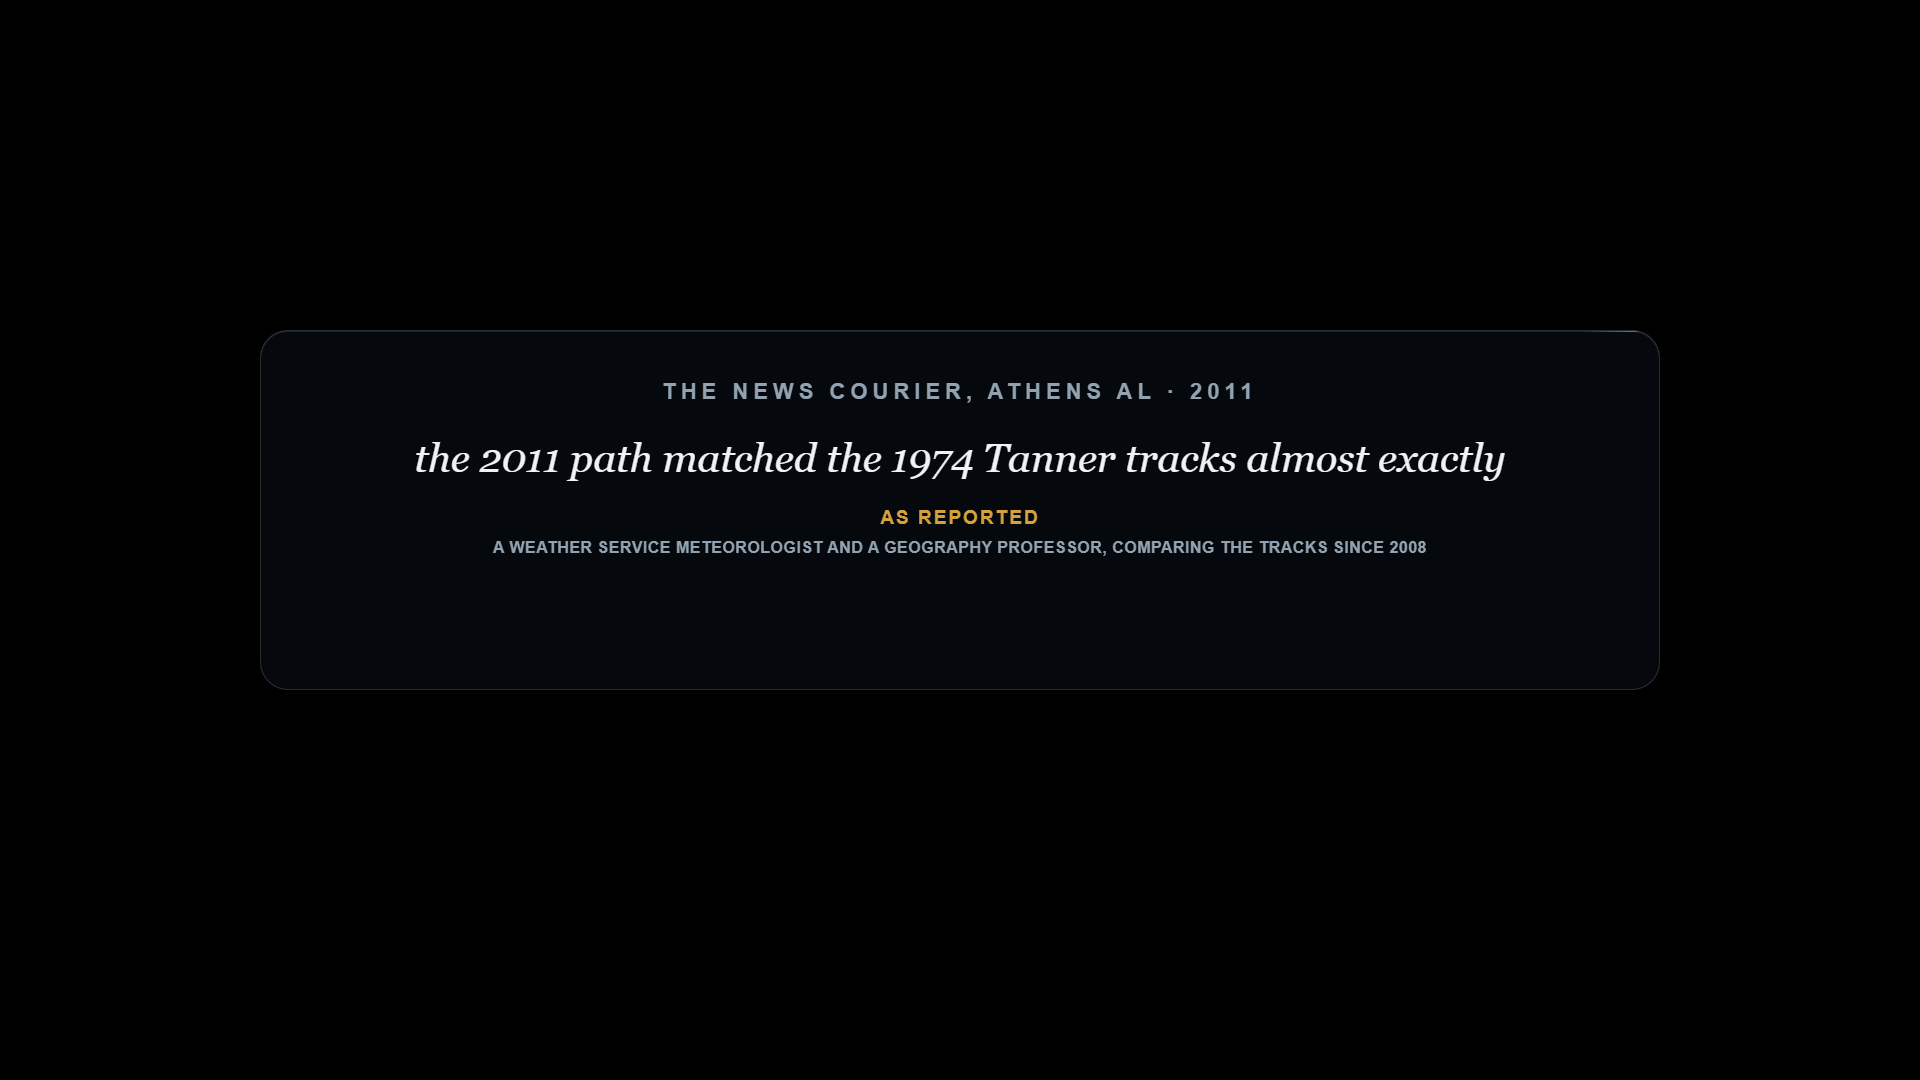 THE NEWS COURIER, ATHENS AL · 2011
the 2011 path matched the 1974 Tanner tracks almost exactly
AS REPORTED
A WEATHER SERVICE METEOROLOGIST AND A GEOGRAPHY PROFESSOR, COMPARING THE TRACKS SINCE 2008